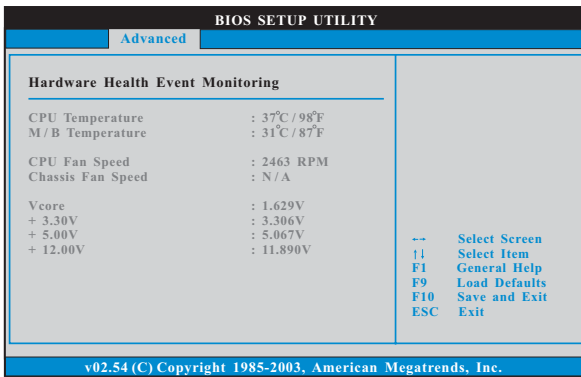 BIOS SETUP UTILITY
Advanced
Hardware Health Event Monitoring
CPU Temperature : 37°C / 98°F
M / B Temperature : 31°C / 87°F
CPU Fan Speed : 2463 RPM
Chassis Fan Speed : N / A
Vcore : 1.629V
+ 3.30V : 3.306V
+ 5.00V : 5.067V
+ 12.00V : 11.890V
←→ Select Screen
↑↓ Select Item
F1 General Help
F9 Load Defaults
F10 Save and Exit
ESC Exit
v02.54 (C) Copyright 1985-2003, American Megatrends, Inc.